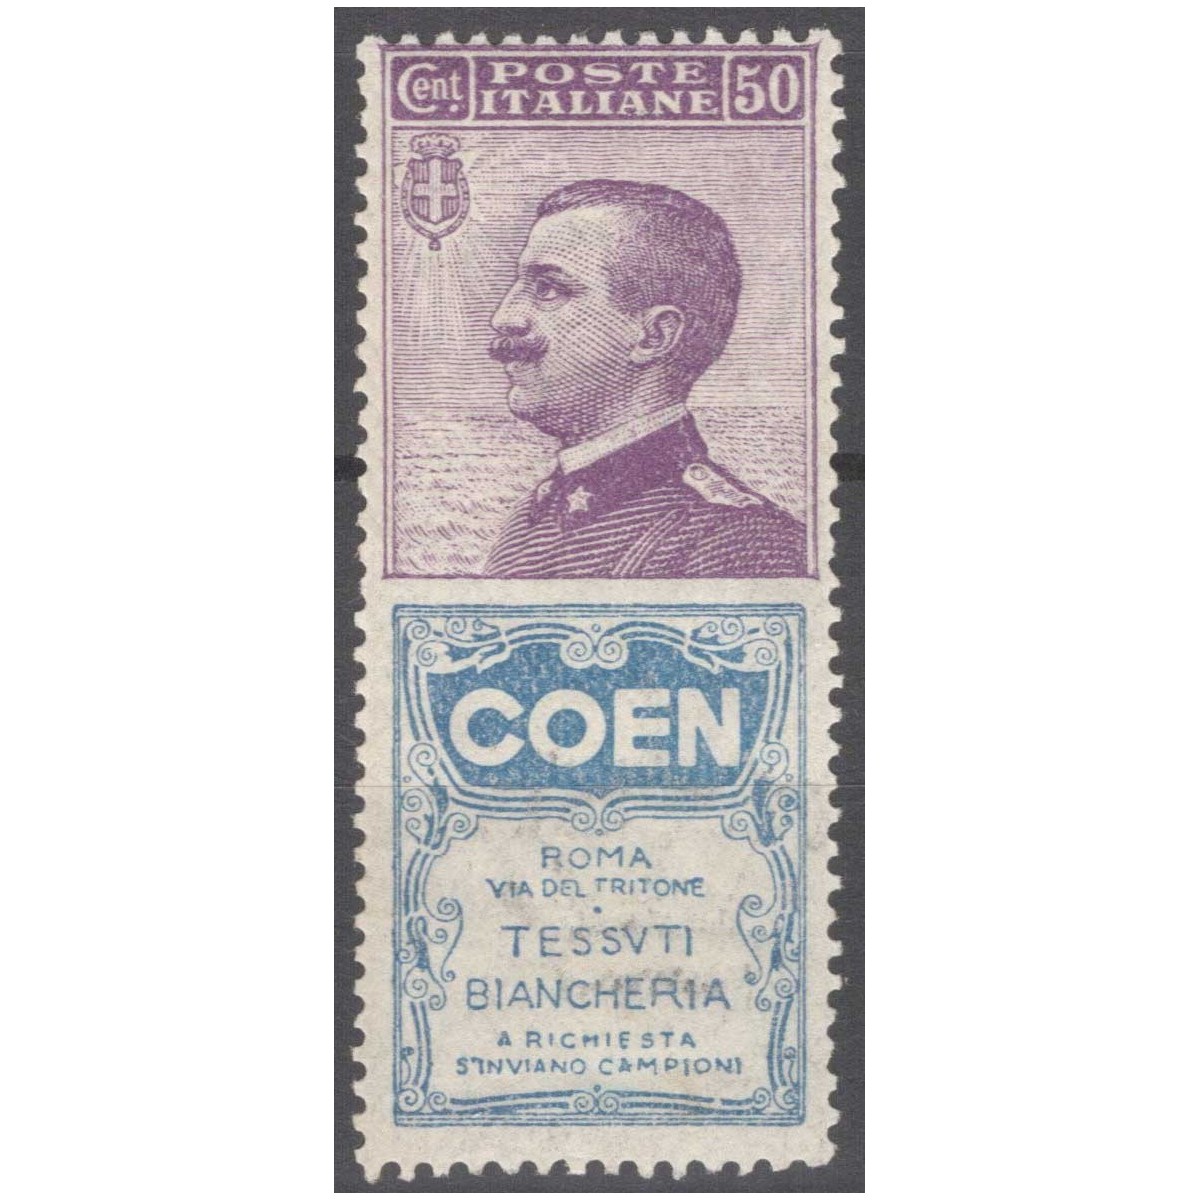 Cent. POSTE ITALIANE 50
COEN
ROMA
VIA DEL TRITONE
TESSVTI
BIANCHERIA
A RICHIESTA
S'INVIANO CAMPIONI